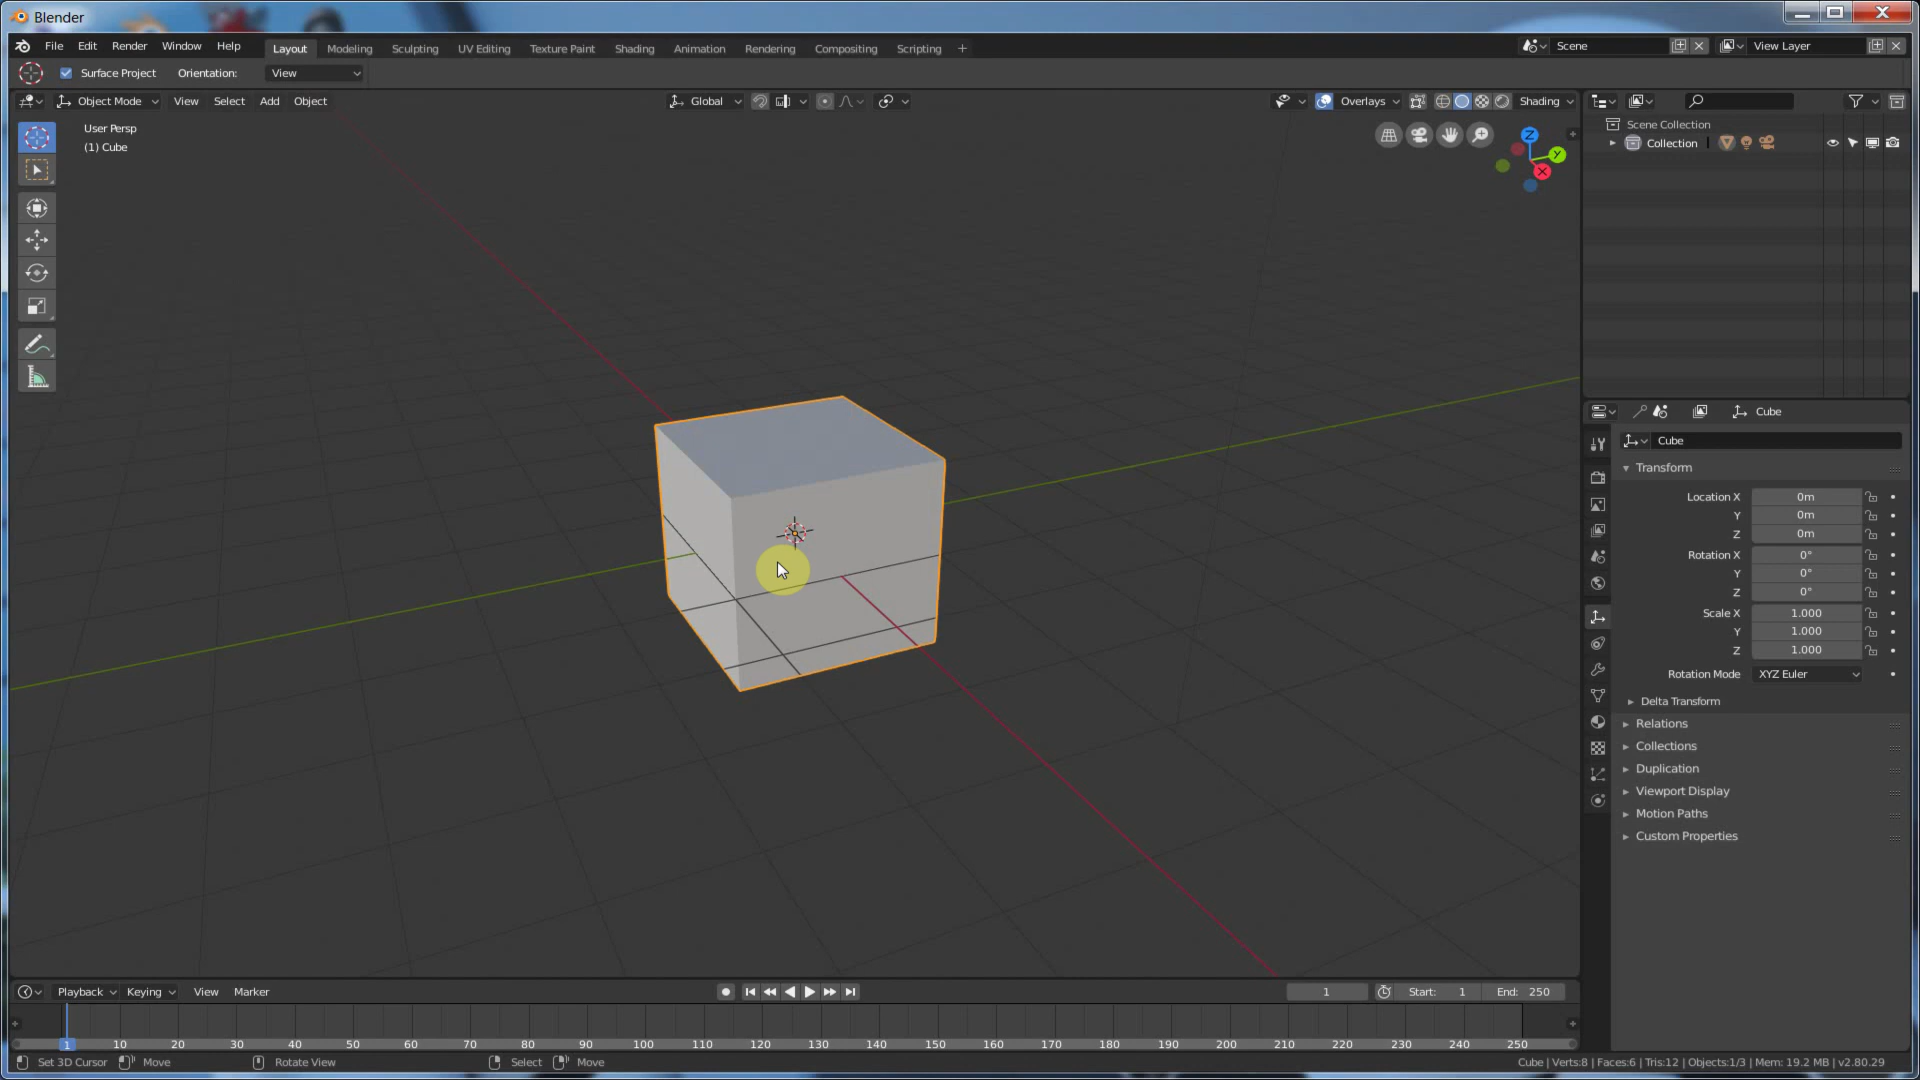 Blender
File Edit Render Window Help
Layout Modeling Sculpting UV Editing Texture Paint Shading Animation Rendering Compositing Scripting +
Scene
View Layer
Surface Project Orientation: View
Object Mode View Select Add Object
Global
Overlays
Shading
User Persp
(1) Cube
Z
Y
X
Scene Collection
Collection
Cube
Cube
Transform
Location X 0m
Y 0m
Z 0m
Rotation X 0°
Y 0°
Z 0°
Scale X 1.000
Y 1.000
Z 1.000
Rotation Mode XYZ Euler
Delta Transform
Relations
Collections
Duplication
Viewport Display
Motion Paths
Custom Properties
Playback Keying View Marker
1
Start: 1 End: 250
1 10 20 30 40 50 60 70 80 90 100 110 120 130 140 150 160 170 180 190 200 210 220 230 240 250
Set 3D Cursor Move Rotate View Select Move
Cube | Verts:8 | Faces:6 | Tris:12 | Objects:1/3 | Mem: 19.2 MB | v2.80.29